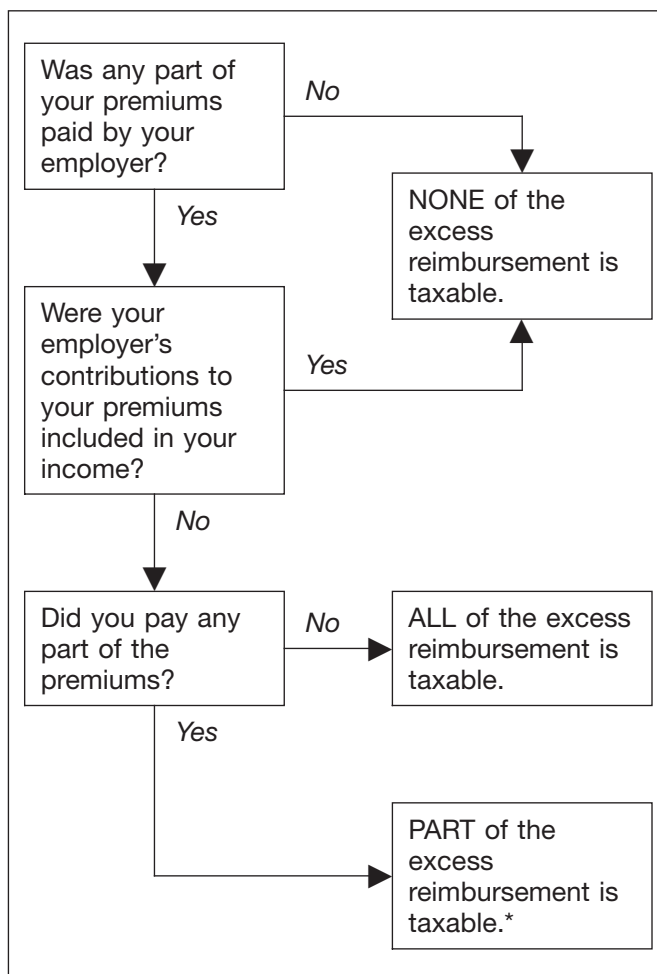 Was any part of
your premiums
paid by your
employer?
No
NONE of the
excess
reimbursement is
taxable.
Yes
Were your
employer’s
contributions to
your premiums
included in your
income?
Yes
No
Did you pay any
part of the
premiums?
No
ALL of the excess
reimbursement is
taxable.
Yes
PART of the
excess
reimbursement is
taxable.*